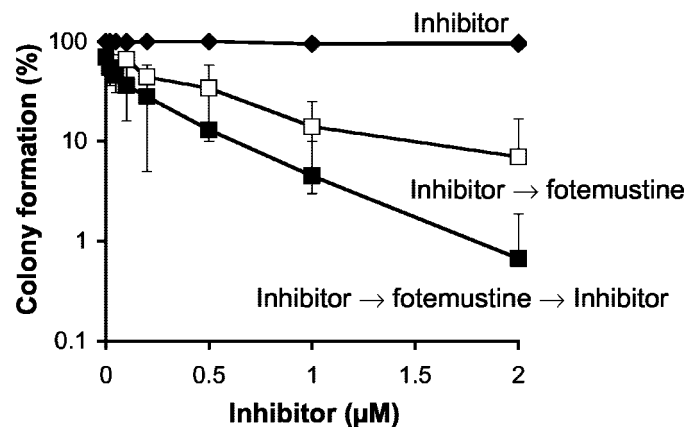 Inhibitor
100
10
1
0.1
Colony formation (%)
Inhibitor → fotemustine
Inhibitor → fotemustine → Inhibitor
0 0.5 1 1.5 2
Inhibitor (µM)